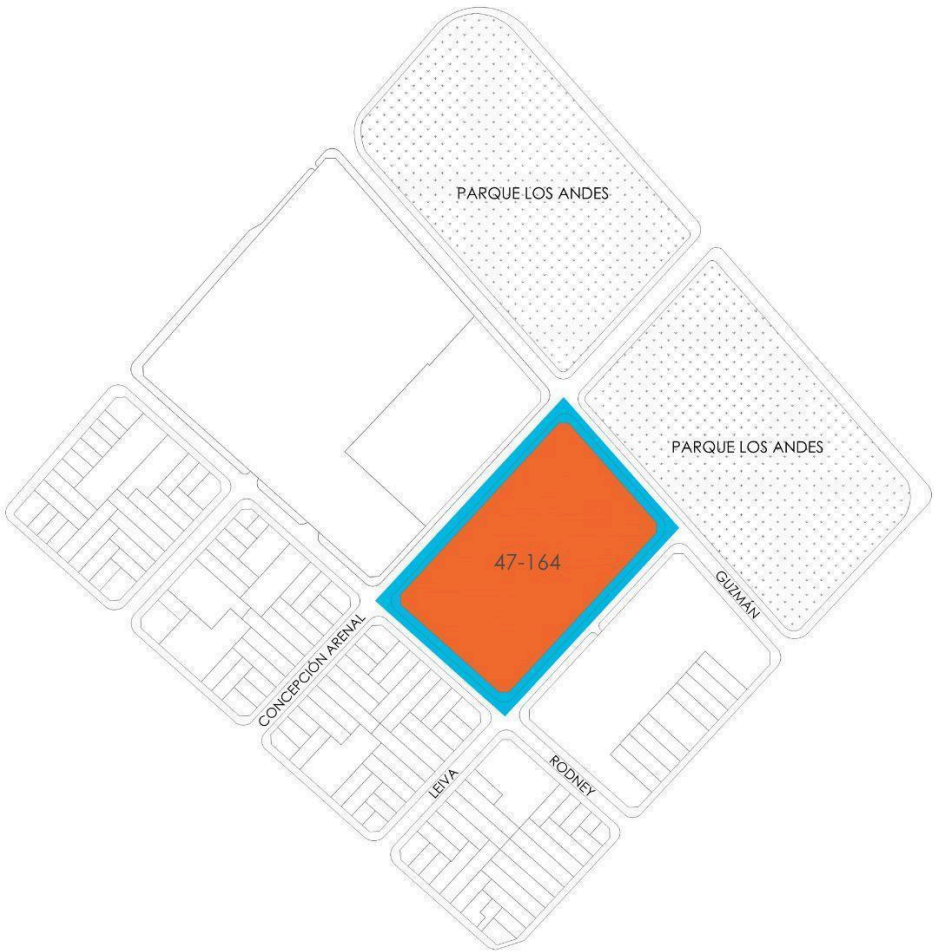 PARQUE LOS ANDES
PARQUE LOS ANDES
47-164
GUZMÁN
CONCEPCIÓN ARENAL
LEIVA
RODNEY